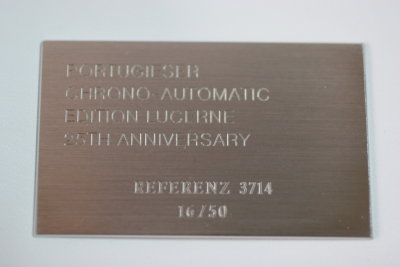 PORTUGIESER
CHRONO-AUTOMATIC
EDITION LUCERNE
25TH ANNIVERSARY
REFERENZ 3714
16/50